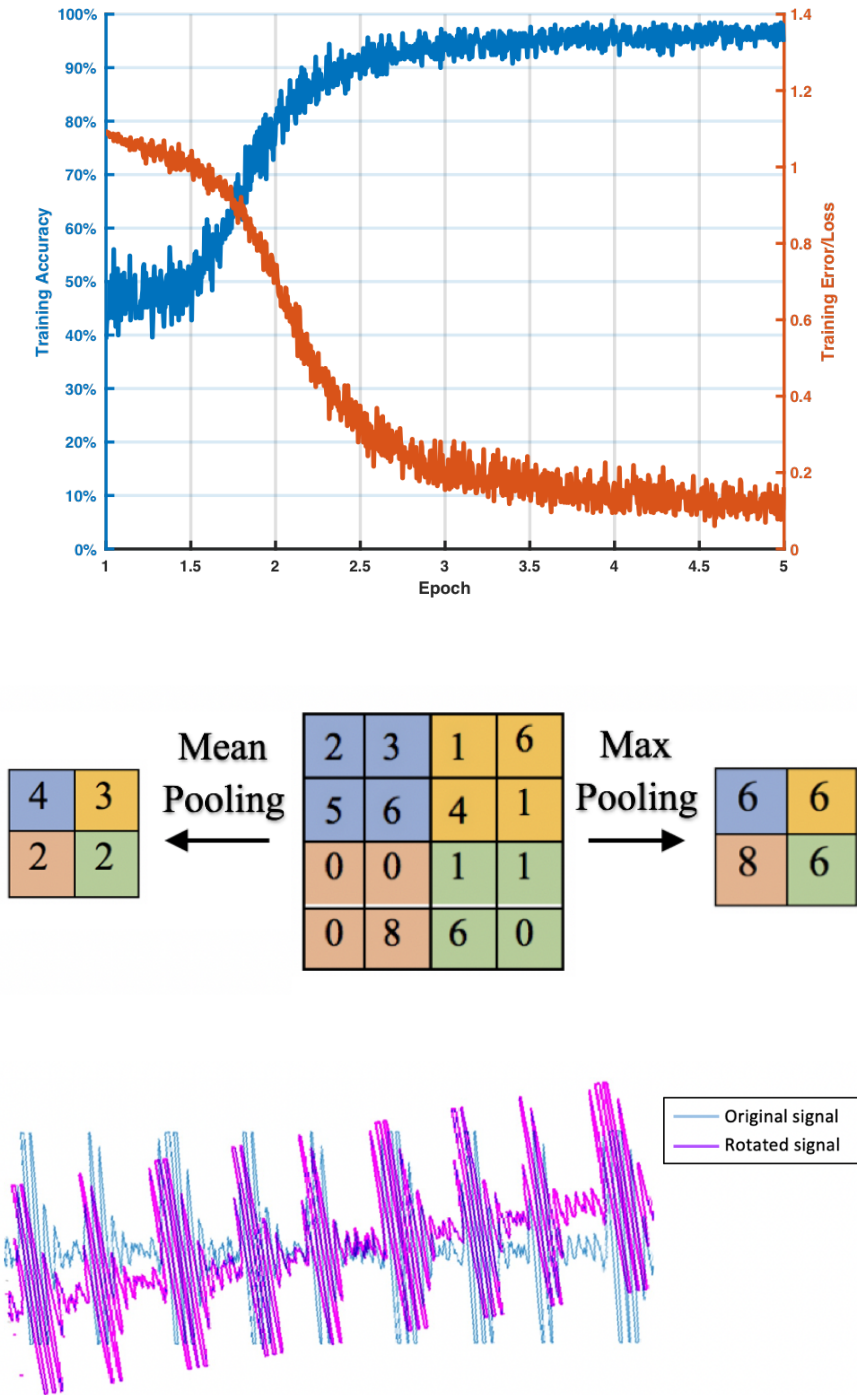 100%
90%
80%
70%
60%
50%
40%
30%
20%
10%
0%
Training Accuracy
1.4
1.2
1
0.8
0.6
0.4
0.2
0
Training Error/Loss
1 1.5 2 2.5 3 3.5 4 4.5 5
Epoch
Mean
Pooling
4 3
2 2
2 3 1 6
5 6 4 1
0 0 1 1
0 8 6 0
Max
Pooling
6 6
8 6
Original signal
Rotated signal